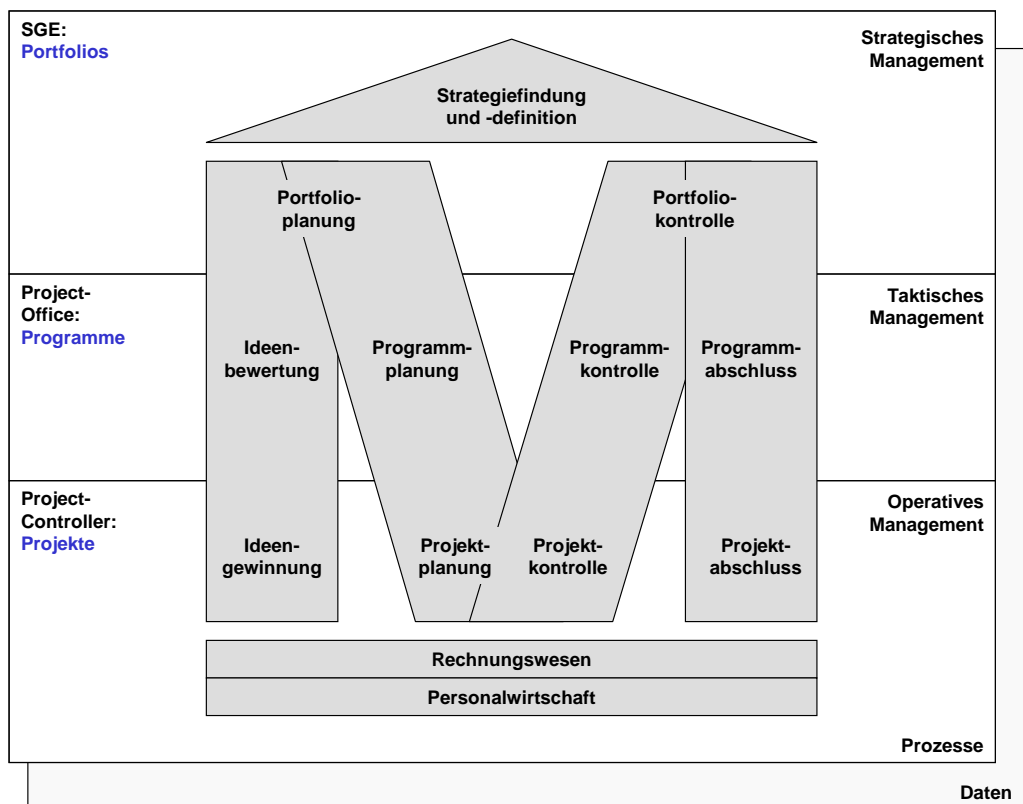 SGE:
Portfolios
Strategisches
Management
Strategiefindung
und -definition
Portfolio-
planung
Portfolio-
kontrolle
Project-
Office:
Programme
Taktisches
Management
Ideen-
bewertung
Programm-
planung
Programm-
kontrolle
Programm-
abschluss
Project-
Controller:
Projekte
Operatives
Management
Ideen-
gewinnung
Projekt-
planung
Projekt-
kontrolle
Projekt-
abschluss
Rechnungswesen
Personalwirtschaft
Prozesse
Daten